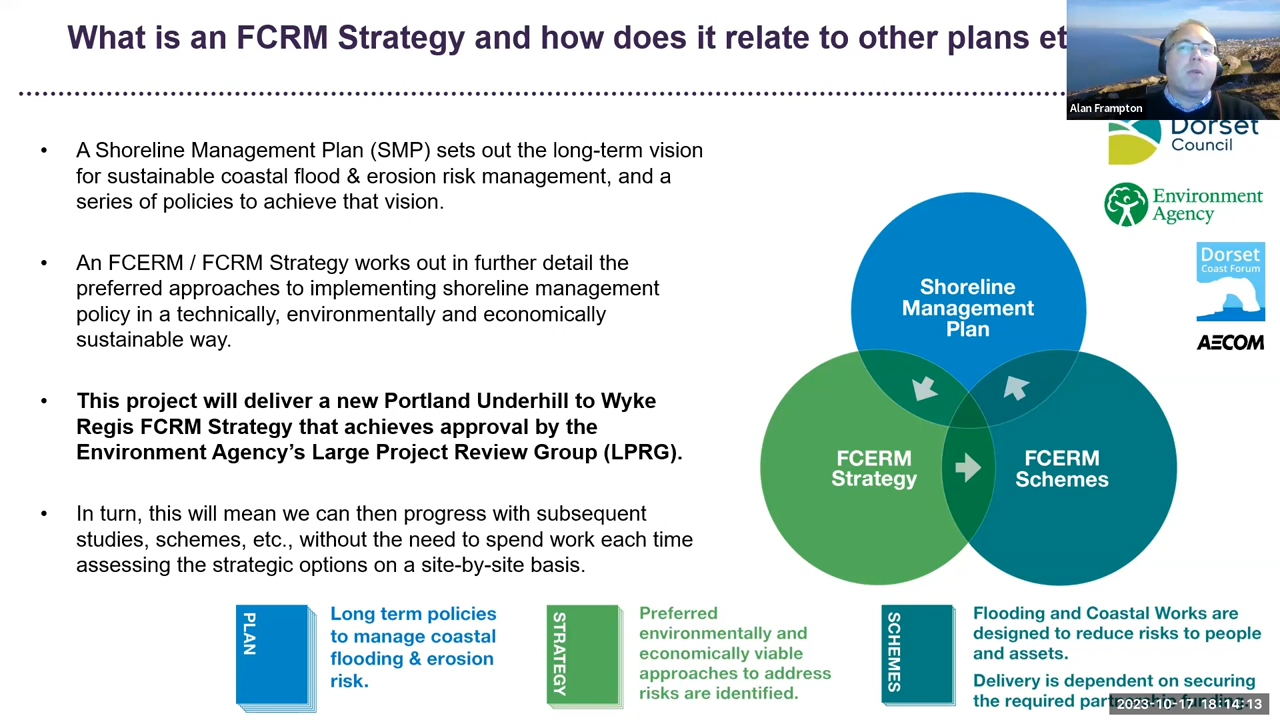 What is an FCRM Strategy and how does it relate to other plans et
Alan Frampton
Dorset
Council
Environment
Agency
Dorset
Coast Forum
AECOM
• A Shoreline Management Plan (SMP) sets out the long-term vision
for sustainable coastal flood & erosion risk management, and a
series of policies to achieve that vision.
• An FCERM / FCRM Strategy works out in further detail the
preferred approaches to implementing shoreline management
policy in a technically, environmentally and economically
sustainable way.
• This project will deliver a new Portland Underhill to Wyke
Regis FCRM Strategy that achieves approval by the
Environment Agency’s Large Project Review Group (LPRG).
• In turn, this will mean we can then progress with subsequent
studies, schemes, etc., without the need to spend work each time
assessing the strategic options on a site-by-site basis.
Shoreline
Management
Plan
FCERM
Strategy
FCERM
Schemes
PLAN
Long term policies
to manage coastal
flooding & erosion
risk.
STRATEGY
Preferred
environmentally and
economically viable
approaches to address
risks are identified.
SCHEMES
Flooding and Coastal Works are
designed to reduce risks to people
and assets.
Delivery is dependent on securing
the required partnership funding.
2023-10-17 18:14:13